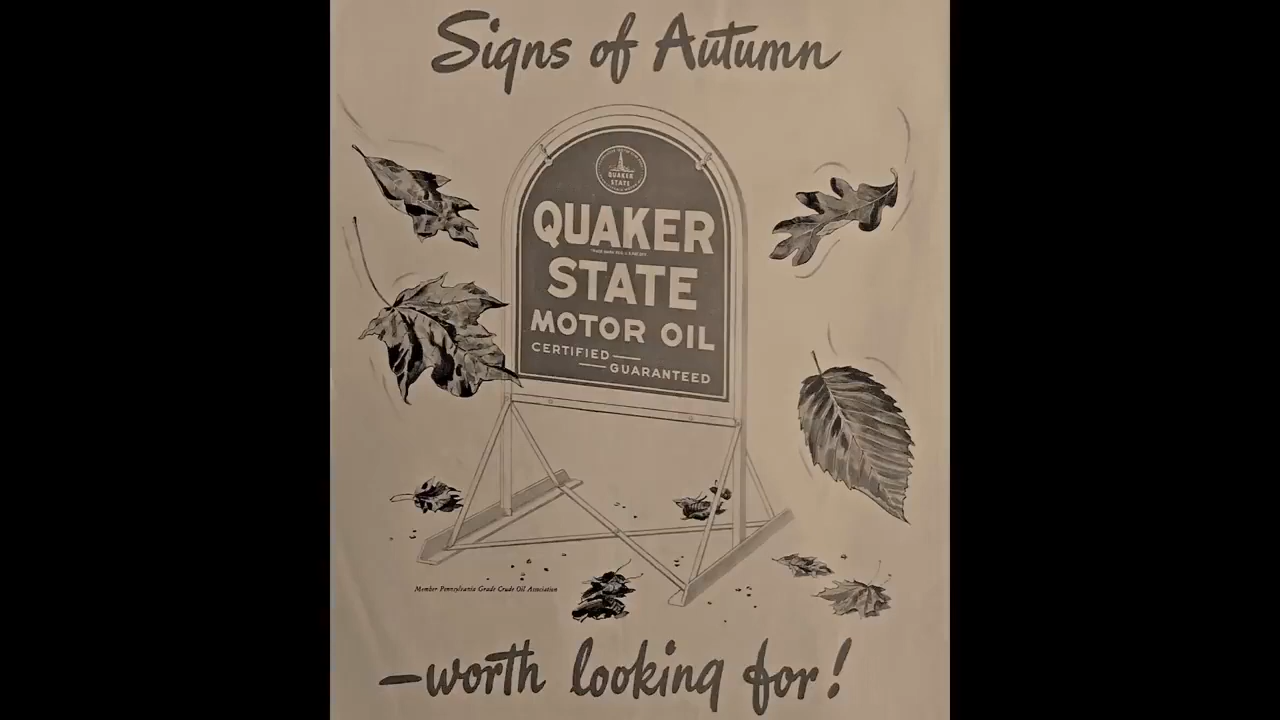 Signs of Autumn
QUAKER
STATE
QUAKER
STATE
MOTOR OIL
CERTIFIED—
—GUARANTEED
Member Pennsylvania Grade Crude Oil Association
—worth looking for!